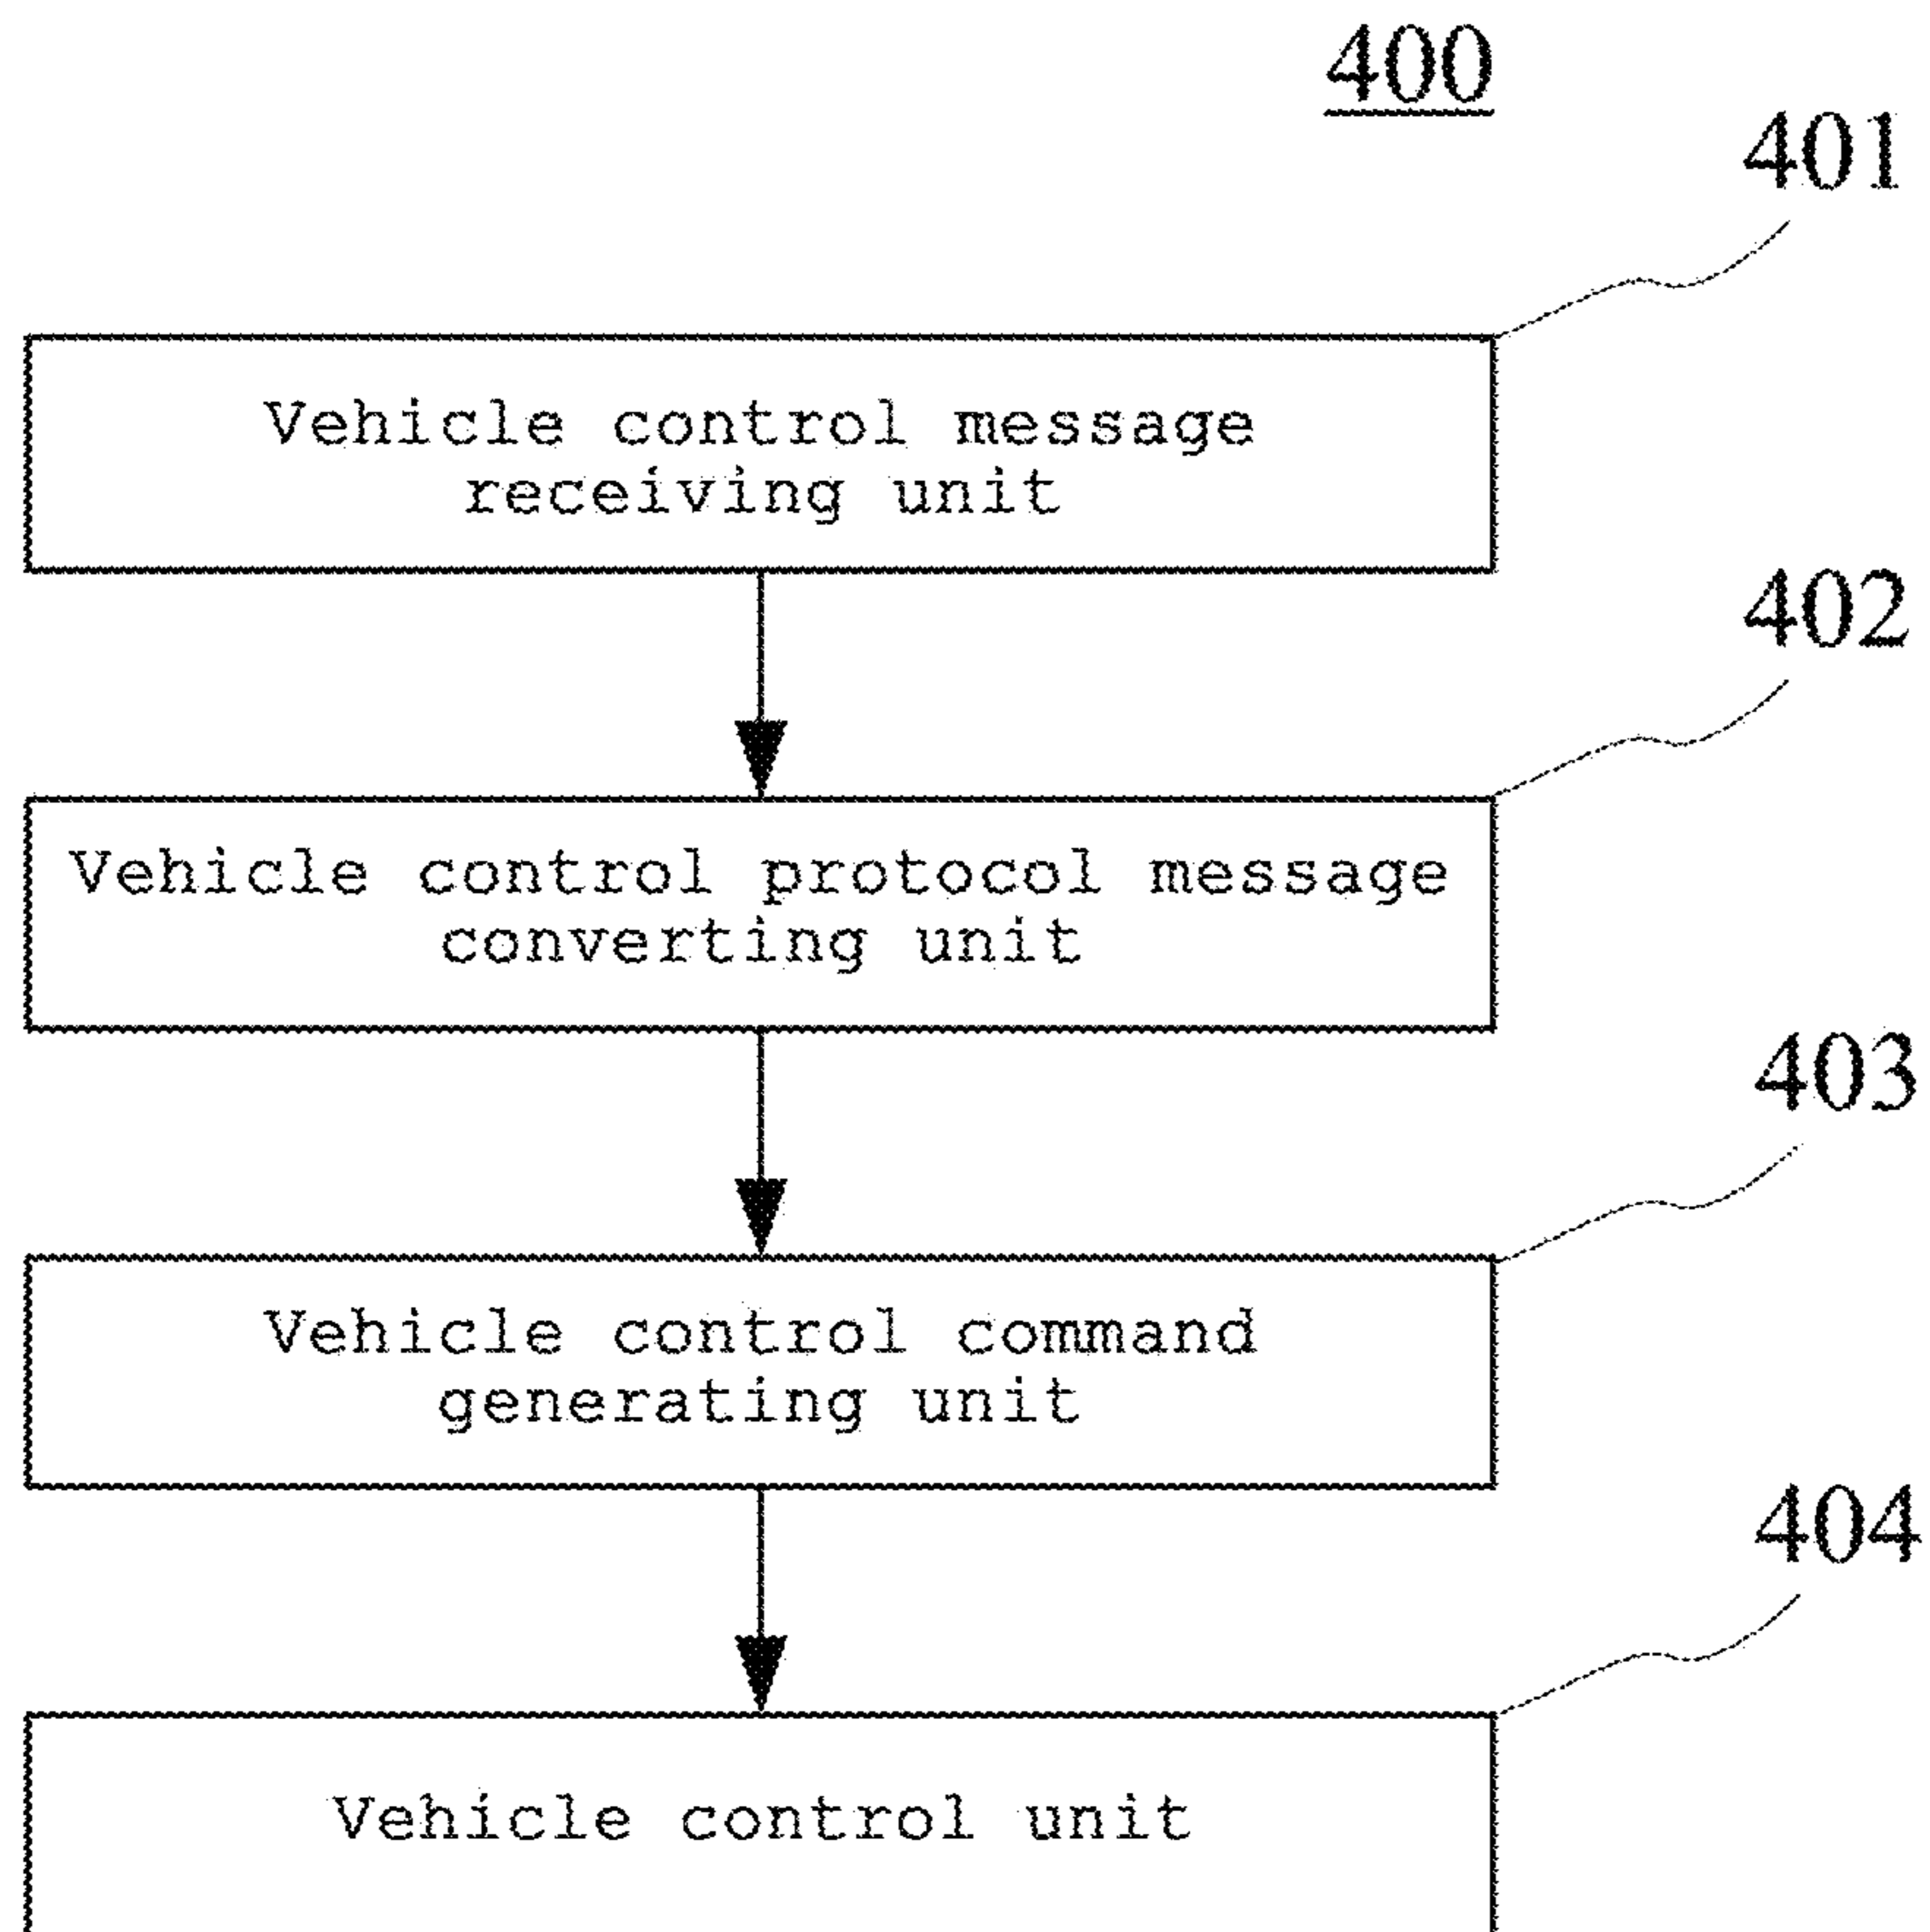 400
401
Vehicle control message
receiving unit
402
Vehicle control protocol message
converting unit
403
Vehicle control command
generating unit
404
Vehicle control unit